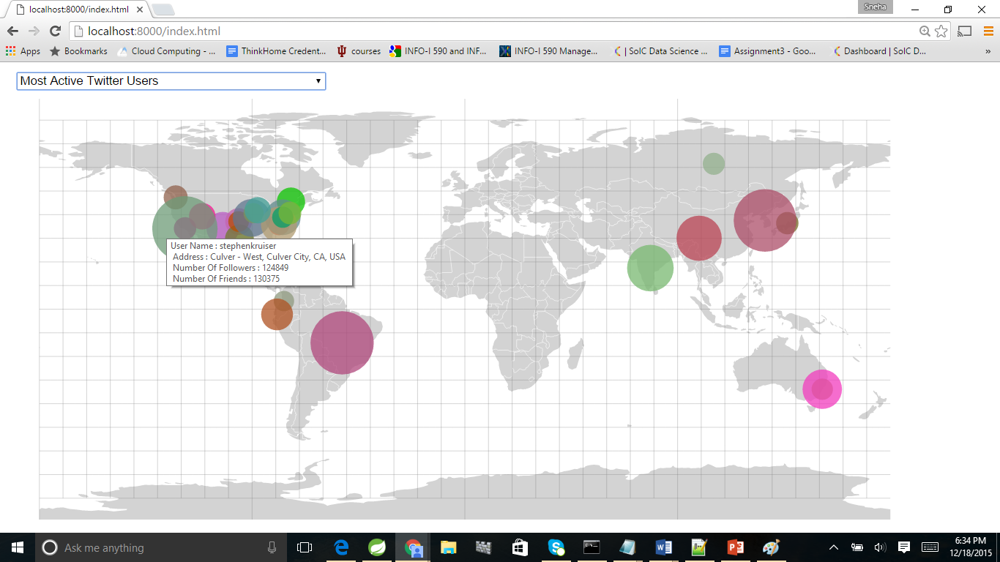 localhost:8000/index.html
Sneha
localhost:8000/index.html
Apps Bookmarks Cloud Computing - ... ThinkHome Credent... courses INFO-I 590 and INF... INFO-I 590 Manage... | SoIC Data Science ... Assignment3 - Goo... Dashboard | SoIC D... »
Most Active Twitter Users
User Name : stephenkruiser
Address : Culver - West, Culver City, CA, USA
Number Of Followers : 124849
Number Of Friends : 130375
Ask me anything
6:34 PM
12/18/2015